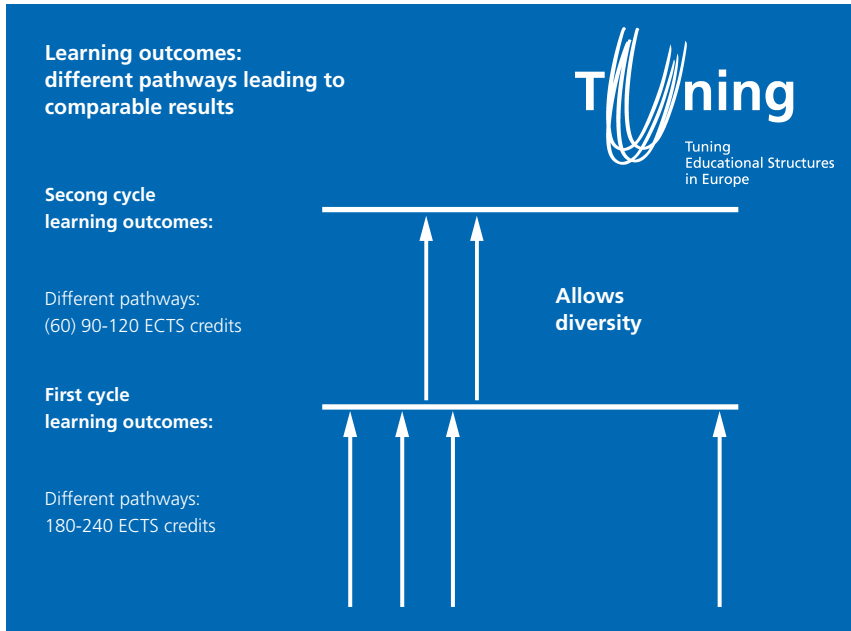 Learning outcomes:
different pathways leading to
comparable results
Tuning
Tuning
Educational Structures
in Europe
Secong cycle
learning outcomes:
Different pathways:
(60) 90-120 ECTS credits
Allows
diversity
First cycle
learning outcomes:
Different pathways:
180-240 ECTS credits